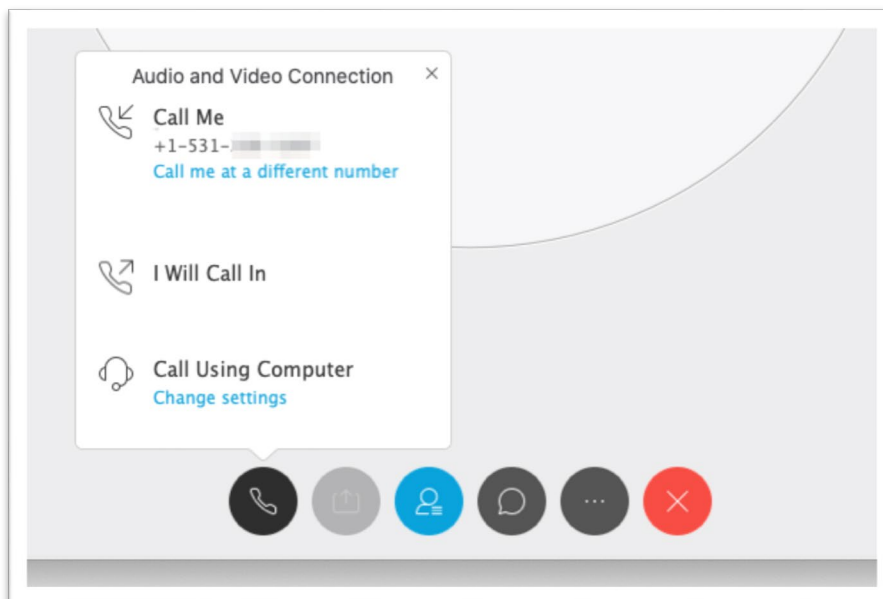 Audio and Video Connection
Call Me
+1-531-
Call me at a different number
I Will Call In
Call Using Computer
Change settings